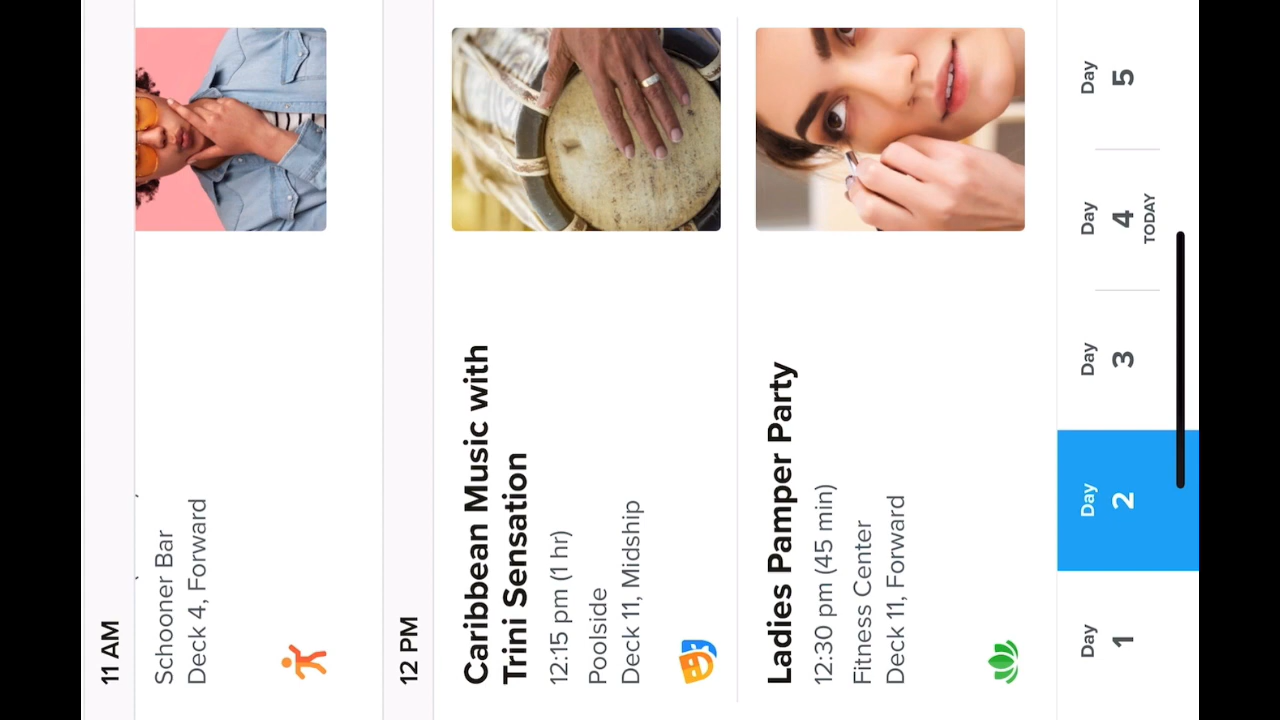 11 AM
Schooner Bar
Deck 4, Forward
12 PM
Caribbean Music with
Trini Sensation
12:15 pm (1 hr)
Poolside
Deck 11, Midship
Ladies Pamper Party
12:30 pm (45 min)
Fitness Center
Deck 11, Forward
Day
1
Day
2
Day
3
Day
4
TODAY
Day
5